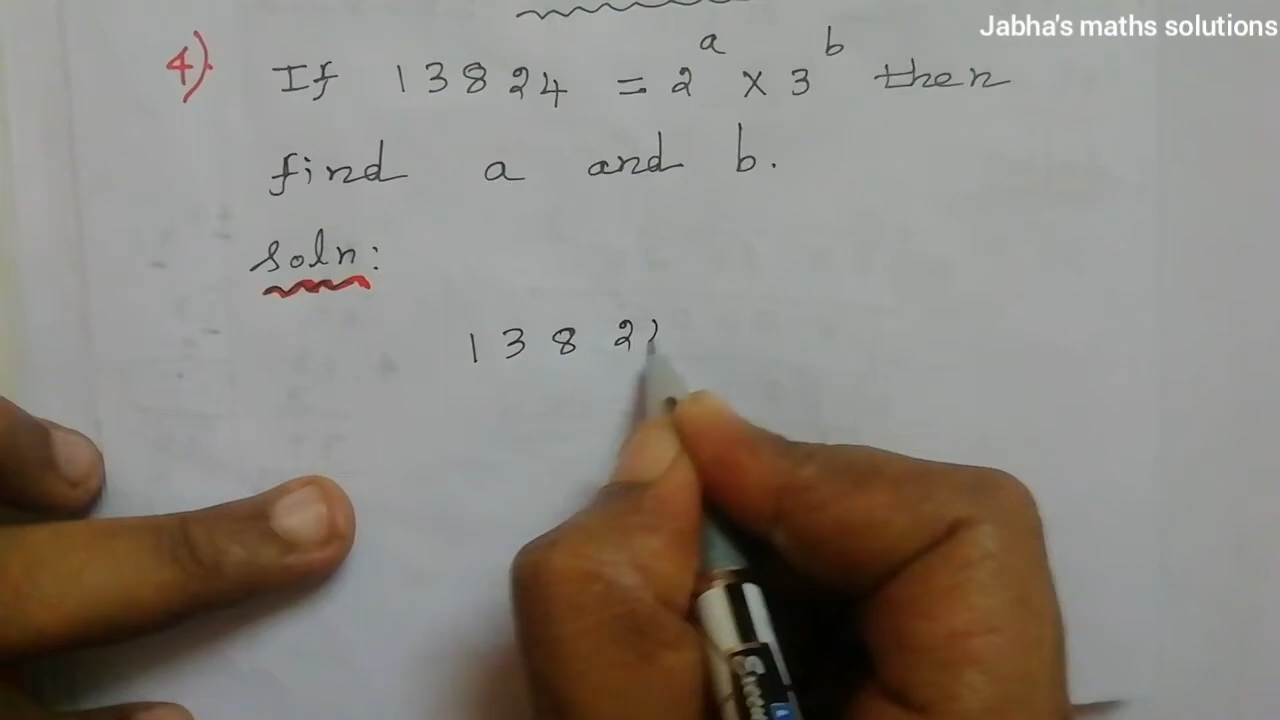 Jabha's maths solutions
4) If 13824 = 2^a × 3^b then
find a and b.
Soln:
1382